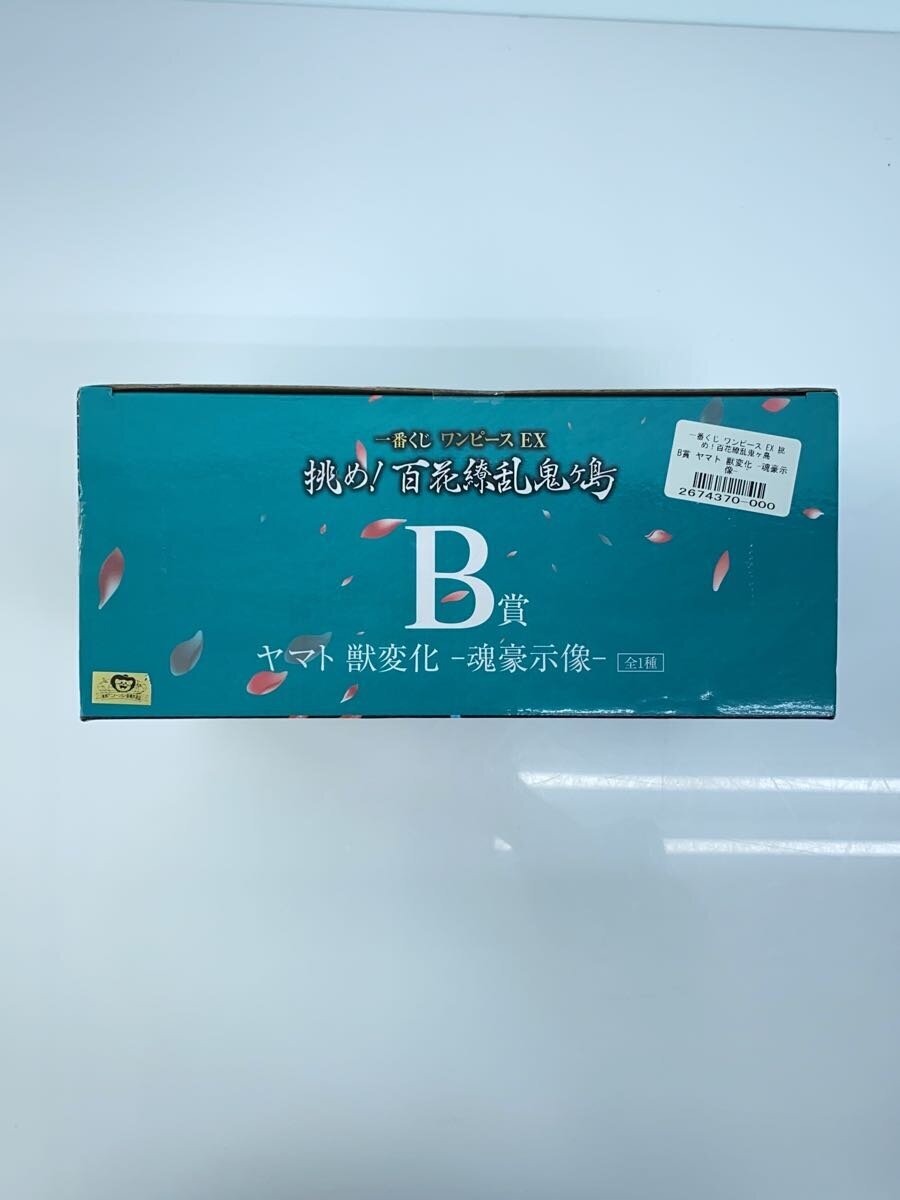 一番くじ ワンピース EX
挑め!百花繚乱鬼ヶ島
B賞
ヤマト 獣変化 -魂豪示像- 全1種
一番くじ ワンピース EX 挑
め!百花繚乱鬼ヶ島
B賞 ヤマト 獣変化 -魂豪示
像-
2674370-000